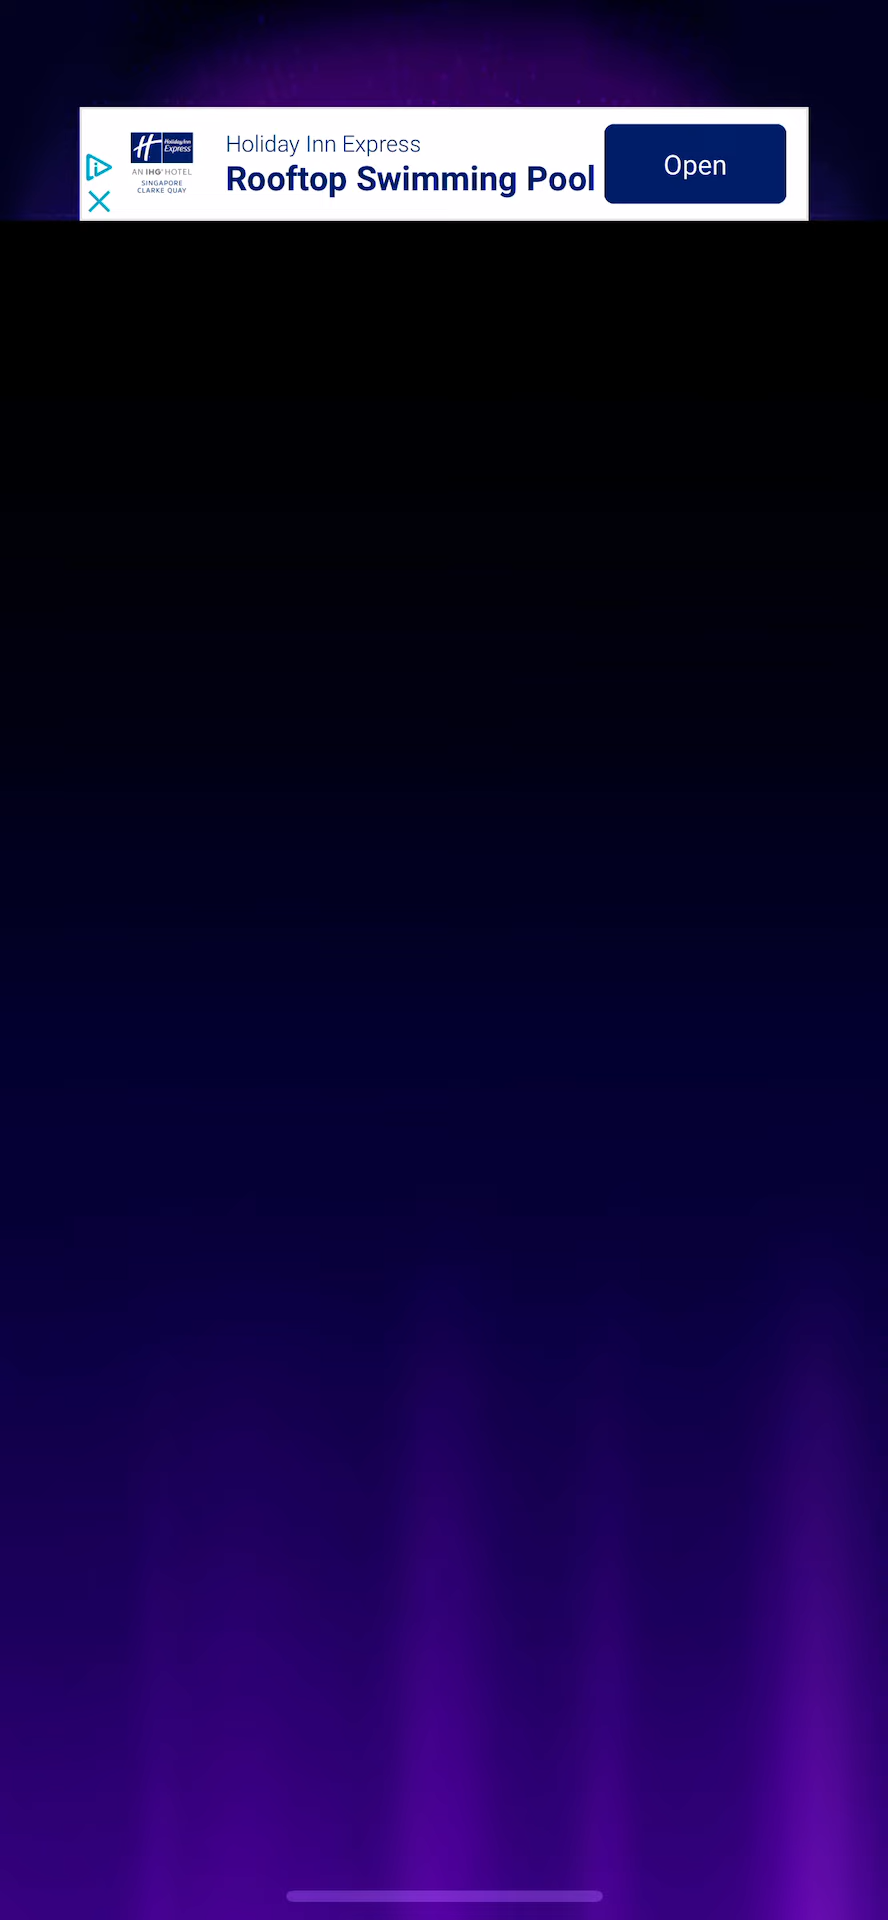 Holiday Inn Express
AN IHG® HOTEL
SINGAPORE
CLARKE QUAY
Holiday Inn Express
Rooftop Swimming Pool
Open